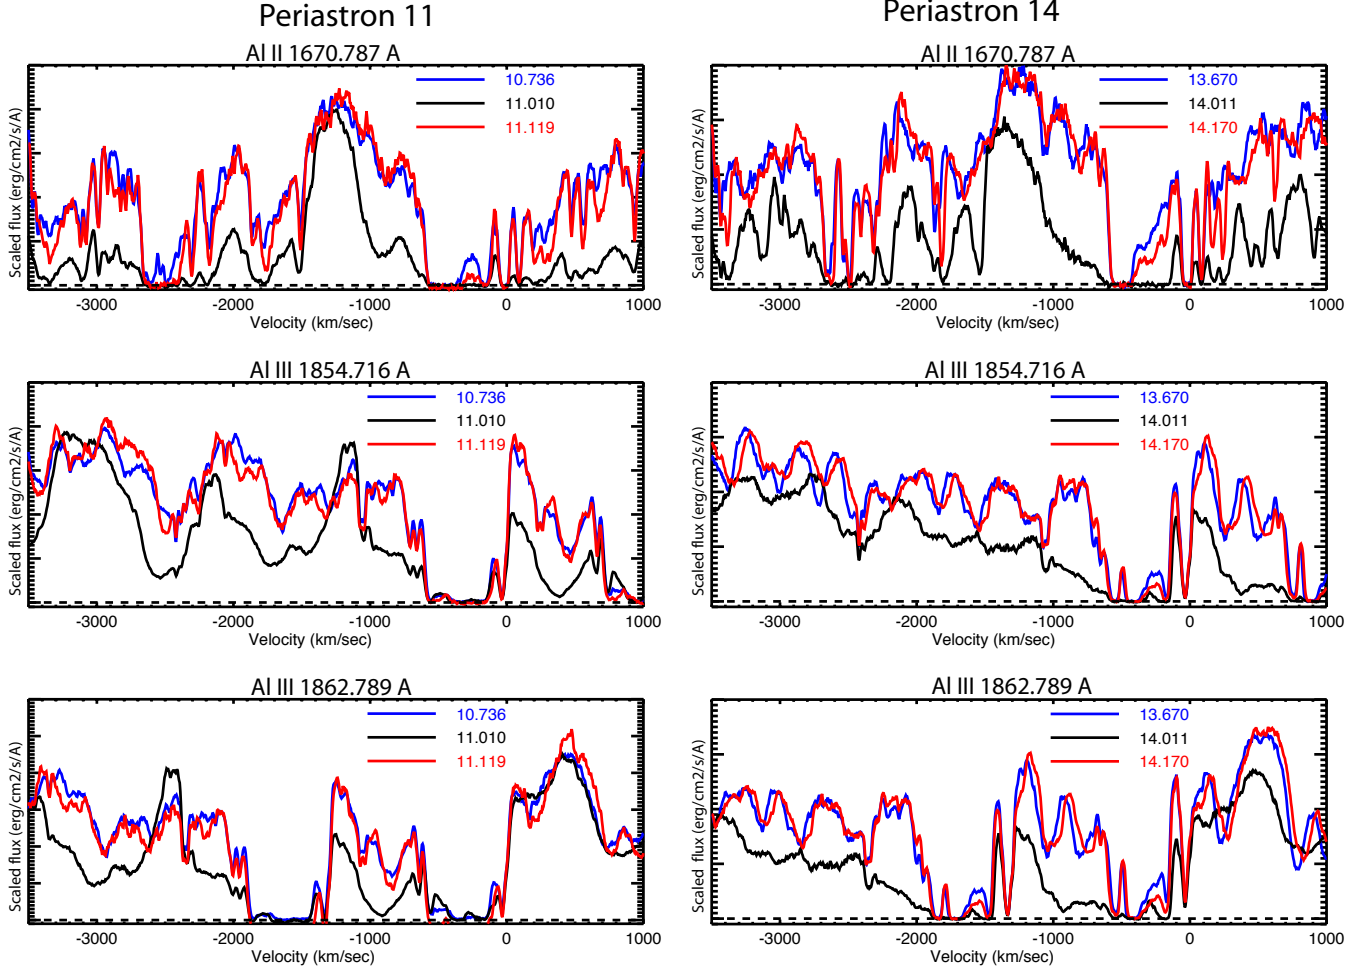 Periastron 11
Periastron 14
Al II 1670.787 A
10.736
11.010
11.119
Scaled flux (erg/cm2/s/A)
-3000 -2000 -1000 0 1000
Velocity (km/sec)
Al II 1670.787 A
13.670
14.011
14.170
Scaled flux (erg/cm2/s/A)
-3000 -2000 -1000 0 1000
Velocity (km/sec)
Al III 1854.716 A
10.736
11.010
11.119
Scaled flux (erg/cm2/s/A)
-3000 -2000 -1000 0 1000
Velocity (km/sec)
Al III 1854.716 A
13.670
14.011
14.170
Scaled flux (erg/cm2/s/A)
-3000 -2000 -1000 0 1000
Velocity (km/sec)
Al III 1862.789 A
10.736
11.010
11.119
Scaled flux (erg/cm2/s/A)
-3000 -2000 -1000 0 1000
Velocity (km/sec)
Al III 1862.789 A
13.670
14.011
14.170
Scaled flux (erg/cm2/s/A)
-3000 -2000 -1000 0 1000
Velocity (km/sec)